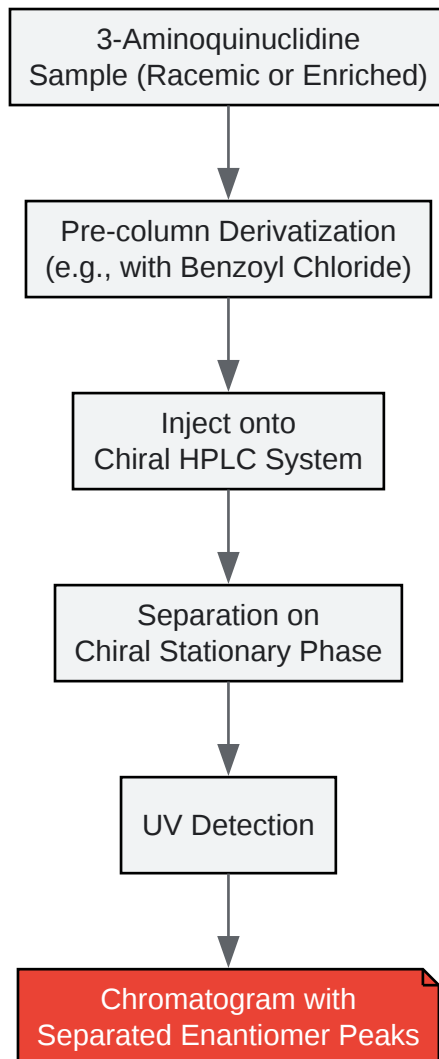 3-Aminoquinuclidine
Sample (Racemic or Enriched)
Pre-column Derivatization
(e.g., with Benzoyl Chloride)
Inject onto
Chiral HPLC System
Separation on
Chiral Stationary Phase
UV Detection
Chromatogram with
Separated Enantiomer Peaks